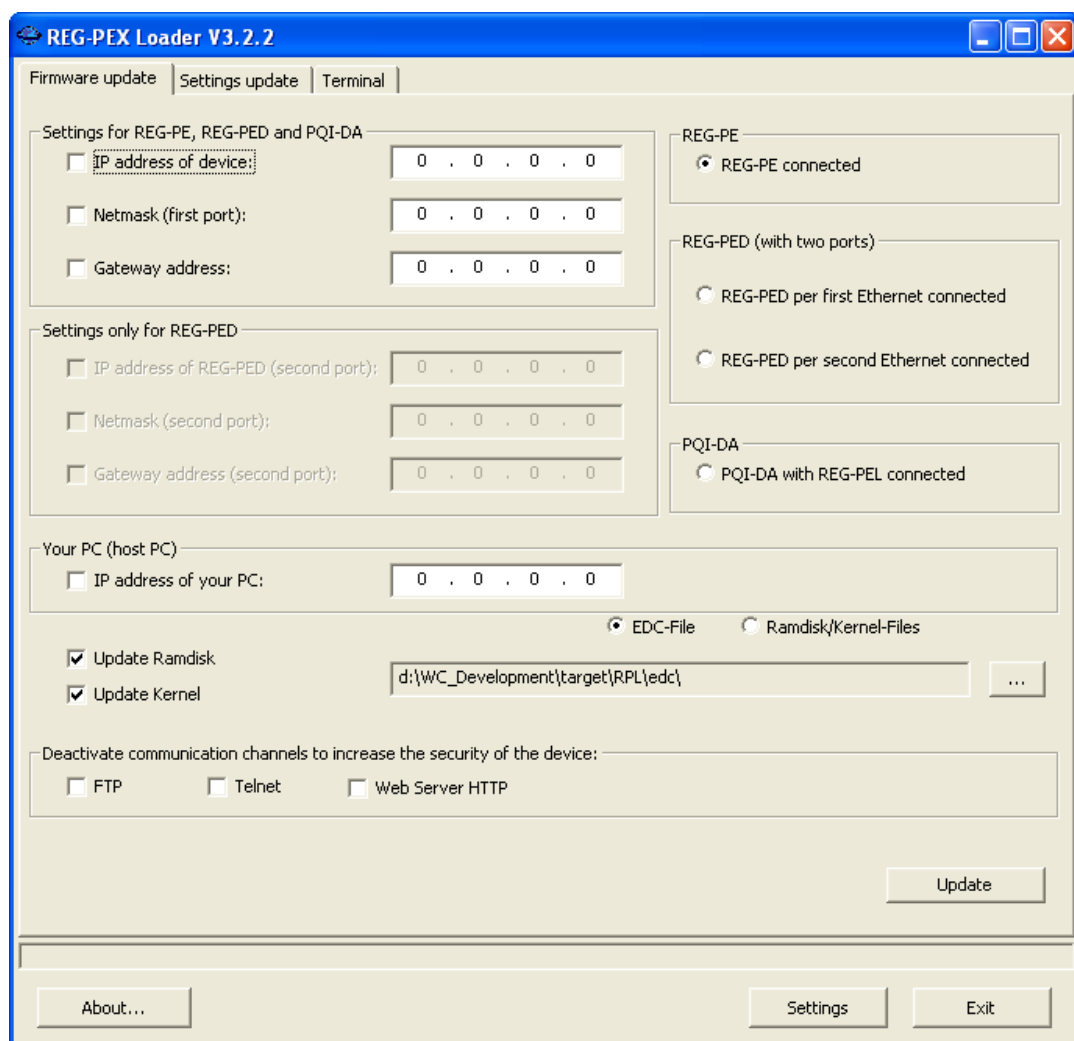 REG-PEX Loader V3.2.2
Firmware update Settings update Terminal
Settings for REG-PE, REG-PED and PQI-DA
IP address of device: 0 . 0 . 0 . 0
Netmask (first port): 0 . 0 . 0 . 0
Gateway address: 0 . 0 . 0 . 0
REG-PE
REG-PE connected
REG-PED (with two ports)
REG-PED per first Ethernet connected
REG-PED per second Ethernet connected
Settings only for REG-PED
IP address of REG-PED (second port): 0 . 0 . 0 . 0
Netmask (second port): 0 . 0 . 0 . 0
Gateway address (second port): 0 . 0 . 0 . 0
PQI-DA
PQI-DA with REG-PEL connected
Your PC (host PC)
IP address of your PC: 0 . 0 . 0 . 0
EDC-File Ramdisk/Kernel-Files
Update Ramdisk
Update Kernel
d:\WC_Development\target\RPL\edc\ ...
Deactivate communication channels to increase the security of the device:
FTP Telnet Web Server HTTP
Update
About... Settings Exit